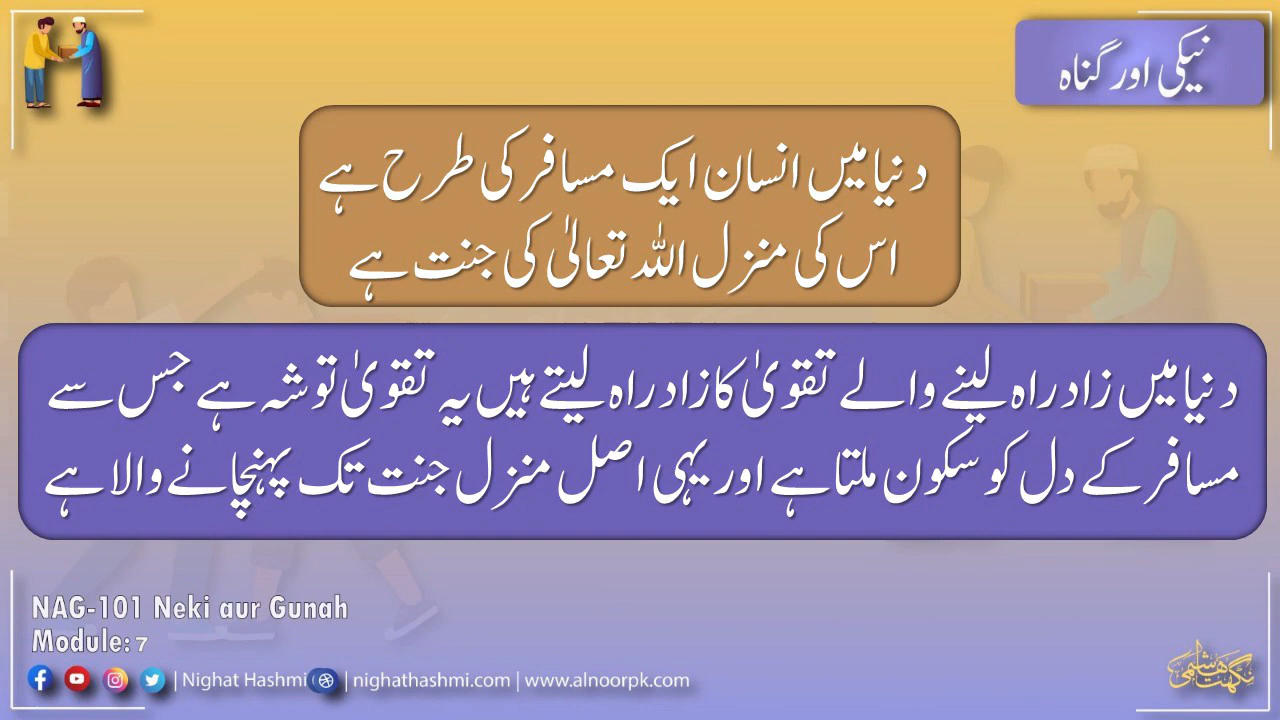 نیکی اور گناہ
دنیا میں انسان ایک مسافر کی طرح ہے
اس کی منزل اللہ تعالیٰ کی جنت ہے
دنیا میں زاد راہ لینے والے تقویٰ کا زاد راہ لیتے ہیں یہ تقویٰ توشہ ہے جس سے
مسافر کے دل کو سکون ملتا ہے اور یہی اصل منزل جنت تک پہنچانے والا ہے
NAG-101 Neki aur Gunah
Module: 7
| Nighat Hashmi | nighathashmi.com | www.alnoorpk.com
نگہت ہاشمی